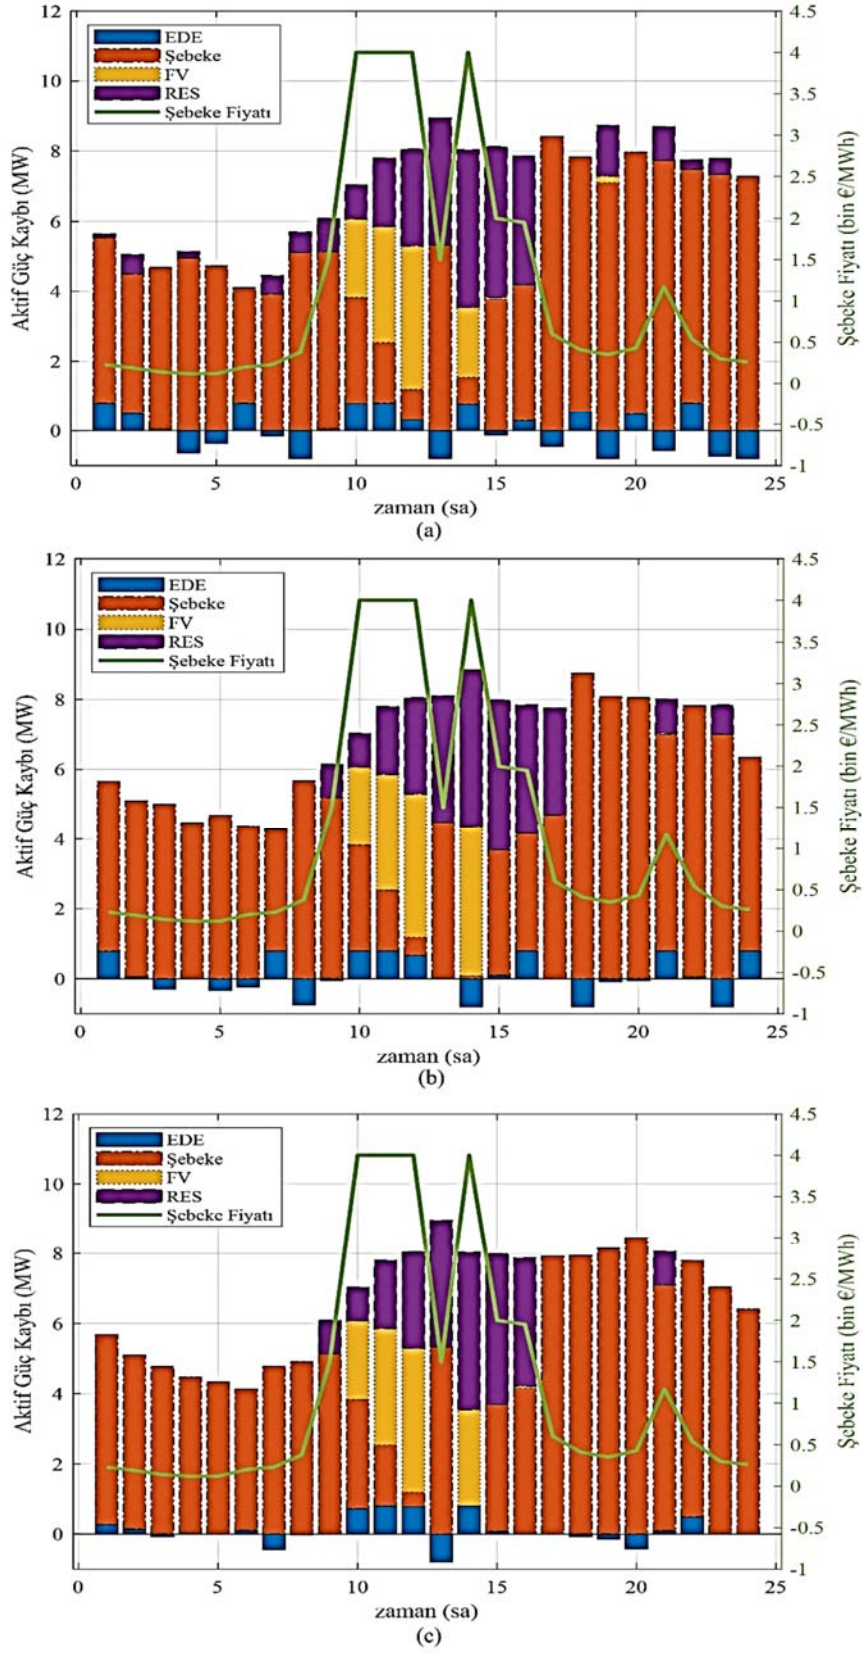 12
10
8
6
4
2
0
Aktif Güç Kaybı (MW)
EDE
Şebeke
FV
RES
Şebeke Fiyatı
4.5
4
3.5
3
2.5
2
1.5
1
0.5
0
-0.5
-1
Şebeke Fiyatı (bin €/MWh)
0 5 10 15 20 25
zaman (sa)
(a)
12
10
8
6
4
2
0
Aktif Güç Kaybı (MW)
EDE
Şebeke
FV
RES
Şebeke Fiyatı
4.5
4
3.5
3
2.5
2
1.5
1
0.5
0
-0.5
-1
Şebeke Fiyatı (bin €/MWh)
0 5 10 15 20 25
zaman (sa)
(b)
12
10
8
6
4
2
0
Aktif Güç Kaybı (MW)
EDE
Şebeke
FV
RES
Şebeke Fiyatı
4.5
4
3.5
3
2.5
2
1.5
1
0.5
0
-0.5
-1
Şebeke Fiyatı (bin €/MWh)
0 5 10 15 20 25
zaman (sa)
(c)